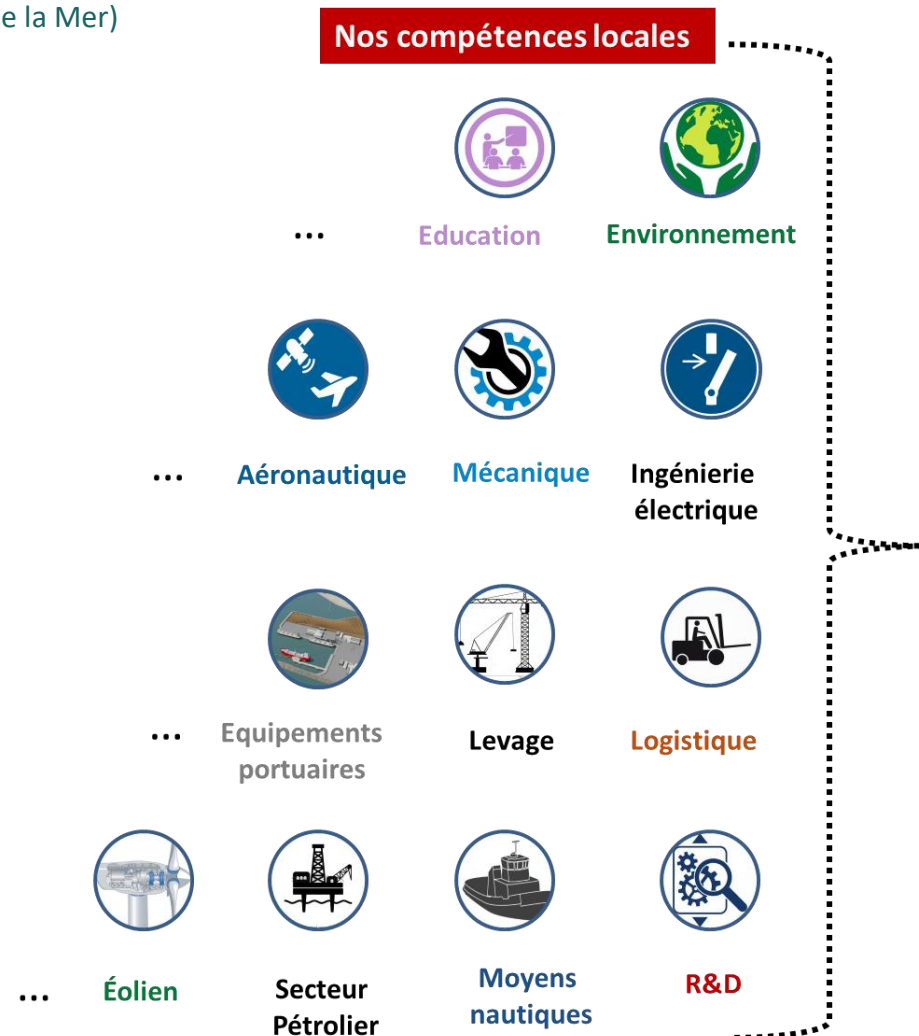 e la Mer)
Nos compétences locales
... Education Environnement
... Aéronautique Mécanique Ingénierie
électrique
... Equipements
portuaires
Levage Logistique
... Éolien Secteur
Pétrolier
Moyens
nautiques
R&D